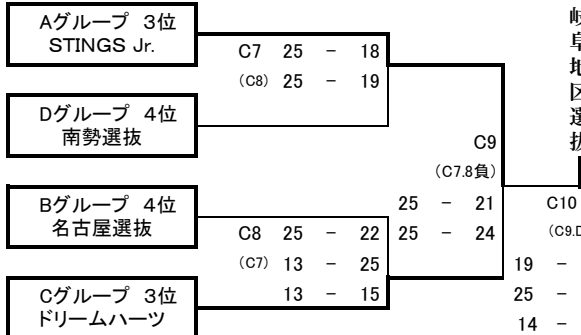 Aグループ 3位
STINGS Jr.
C7 25 - 18
(C8) 25 - 19
Dグループ 4位
南勢選抜
C9
(C7.8負)
25 - 21
25 - 24
Bグループ 4位
名古屋選抜
C8 25 - 22
(C7) 13 - 25
13 - 15
Cグループ 3位
ドリームハーツ
岐阜地区選抜
C10
(C9.D
19 -
25 -
14 -